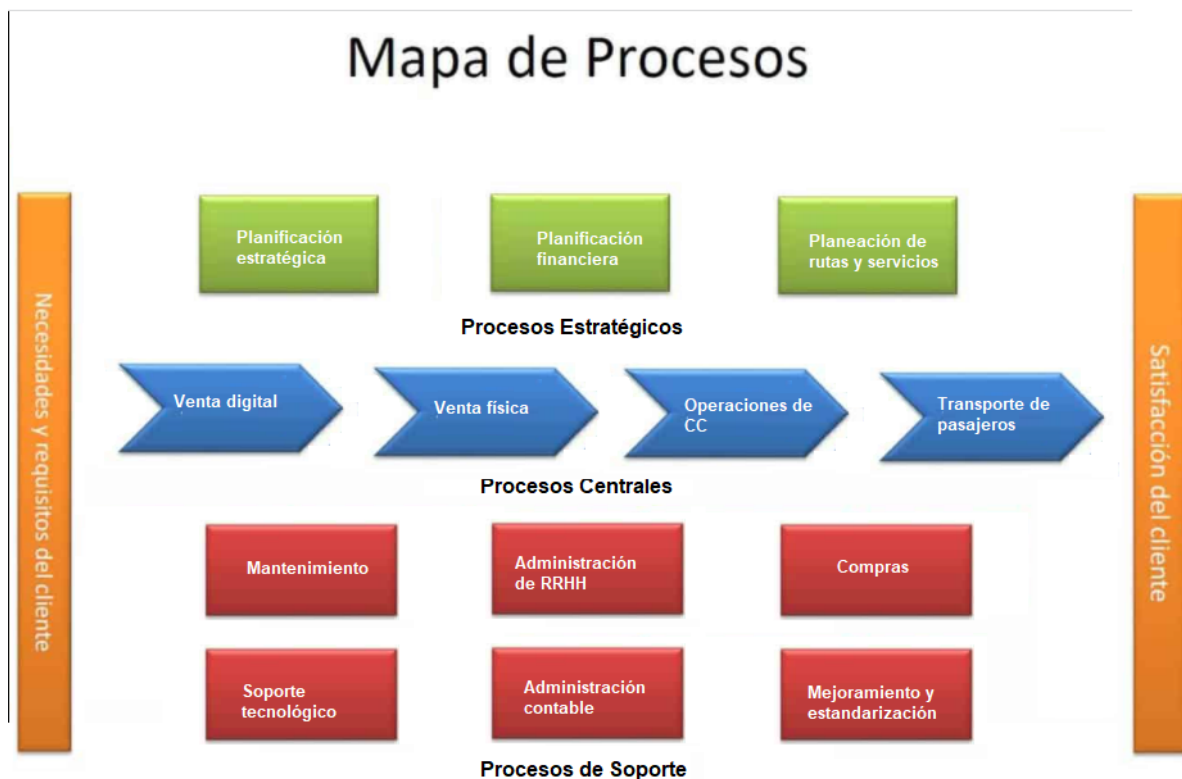 Mapa de Procesos
Necesidades y requisitos del cliente
Planificación
estratégica
Planificación
financiera
Planeación de
rutas y servicios
Procesos Estratégicos
Venta digital
Venta física
Operaciones de
CC
Transporte de
pasajeros
Procesos Centrales
Mantenimiento
Administración
de RRHH
Compras
Soporte
tecnológico
Administración
contable
Mejoramiento y
estandarización
Procesos de Soporte
Satisfacción del cliente